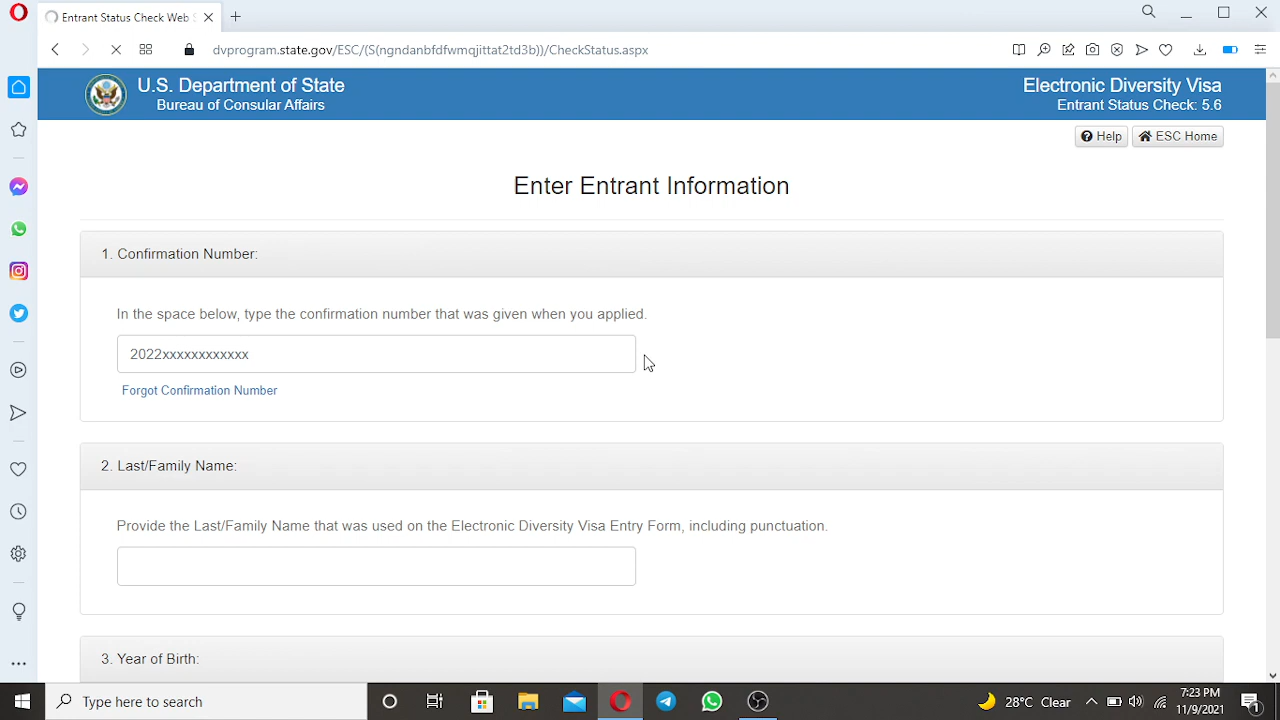 Entrant Status Check Web S
dvprogram.state.gov/ESC/(S(ngndanbfdfwmqjittat2td3b))/CheckStatus.aspx
U.S. Department of State
Bureau of Consular Affairs
Electronic Diversity Visa
Entrant Status Check: 5.6
Help
ESC Home
Enter Entrant Information
1. Confirmation Number:
In the space below, type the confirmation number that was given when you applied.
2022xxxxxxxxxxxx
Forgot Confirmation Number
2. Last/Family Name:
Provide the Last/Family Name that was used on the Electronic Diversity Visa Entry Form, including punctuation.
3. Year of Birth:
Type here to search
28°C Clear
7:23 PM
11/9/2021
1